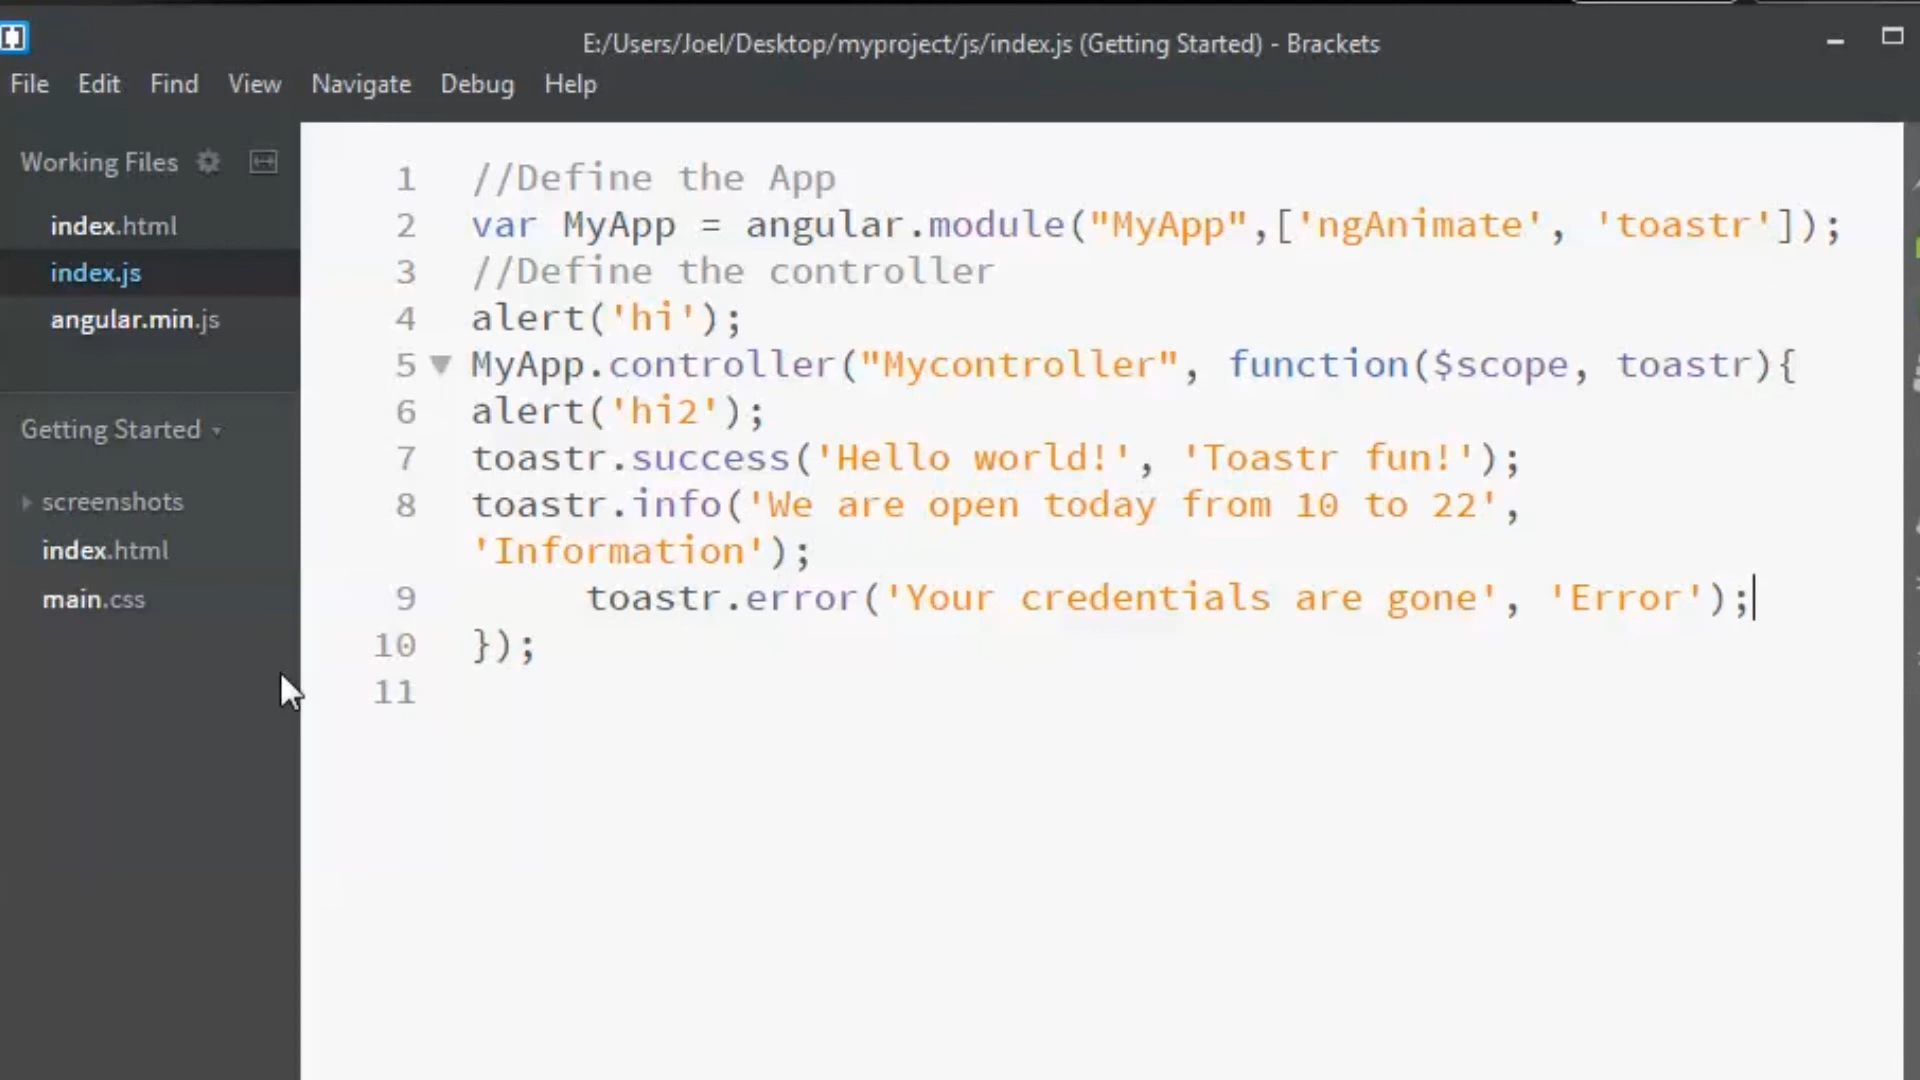 E:/Users/Joel/Desktop/myproject/js/index.js (Getting Started) - Brackets
File Edit Find View Navigate Debug Help
Working Files
index.html
index.js
angular.min.js
Getting Started
screenshots
index.html
main.css
1 //Define the App
2 var MyApp = angular.module("MyApp",['ngAnimate', 'toastr']);
3 //Define the controller
4 alert('hi');
5 MyApp.controller("Mycontroller", function($scope, toastr){
6 alert('hi2');
7 toastr.success('Hello world!', 'Toastr fun!');
8 toastr.info('We are open today from 10 to 22',
'Information');
9 toastr.error('Your credentials are gone', 'Error');
10 });
11